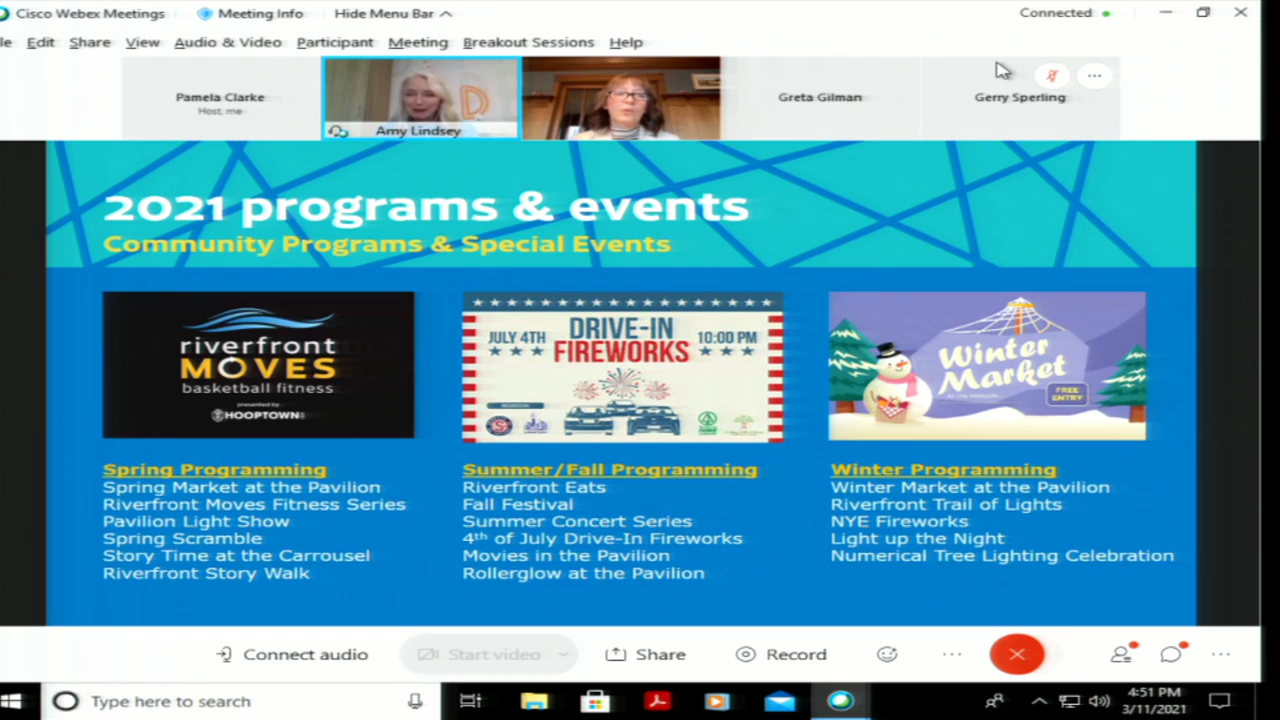 Cisco Webex Meetings
Meeting Info
Hide Menu Bar
Connected
le Edit Share View Audio & Video Participant Meeting Breakout Sessions Help
Pamela Clarke
Host, me
Amy Lindsey
Greta Gilman
Gerry Sperling
2021 programs & events
Community Programs & Special Events
riverfront
MOVES
basketball fitness
presented by
HOOPTOWN
JULY 4TH
DRIVE-IN
FIREWORKS
10:00 PM
Winter
Market
AT THE PAVILION
FREE
ENTRY
Spring Programming
Spring Market at the Pavilion
Riverfront Moves Fitness Series
Pavilion Light Show
Spring Scramble
Story Time at the Carrousel
Riverfront Story Walk
Summer/Fall Programming
Riverfront Eats
Fall Festival
Summer Concert Series
4th of July Drive-In Fireworks
Movies in the Pavilion
Rollerglow at the Pavilion
Winter Programming
Winter Market at the Pavilion
Riverfront Trail of Lights
NYE Fireworks
Light up the Night
Numerical Tree Lighting Celebration
Connect audio
Start video
Share
Record
Type here to search
4:51 PM
3/11/2021